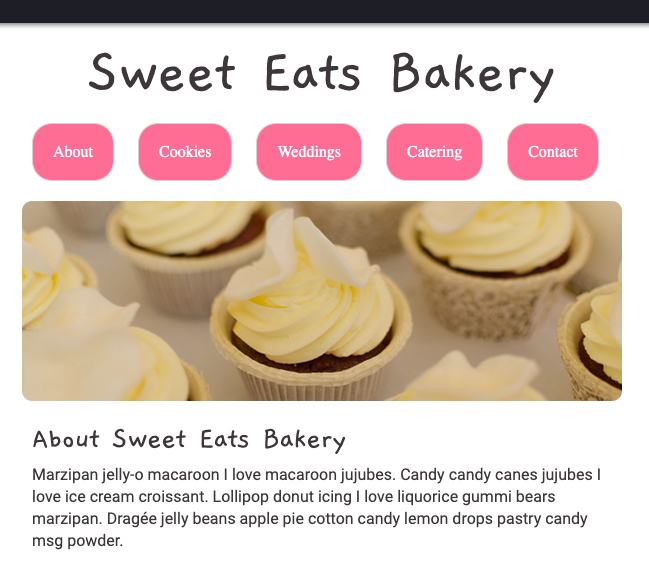 Sweet Eats Bakery
About Cookies Weddings Catering Contact
About Sweet Eats Bakery
Marzipan jelly-o macaroon I love macaroon jujubes. Candy candy canes jujubes I
love ice cream croissant. Lollipop donut icing I love liquorice gummi bears
marzipan. Dragée jelly beans apple pie cotton candy lemon drops pastry candy
msg powder.